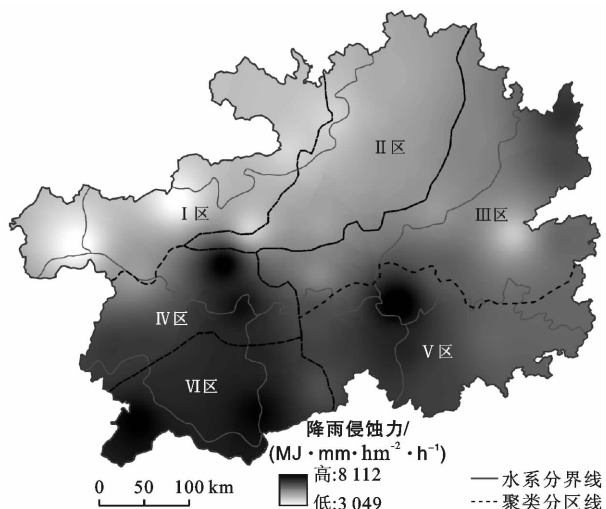 Ⅱ区
Ⅰ区
Ⅲ区
Ⅳ区
Ⅴ区
Ⅵ区
降雨侵蚀力/
(MJ·mm·hm⁻²·h⁻¹)
高:8 112
低:3 049
0 50 100 km
水系分界线
聚类分区线